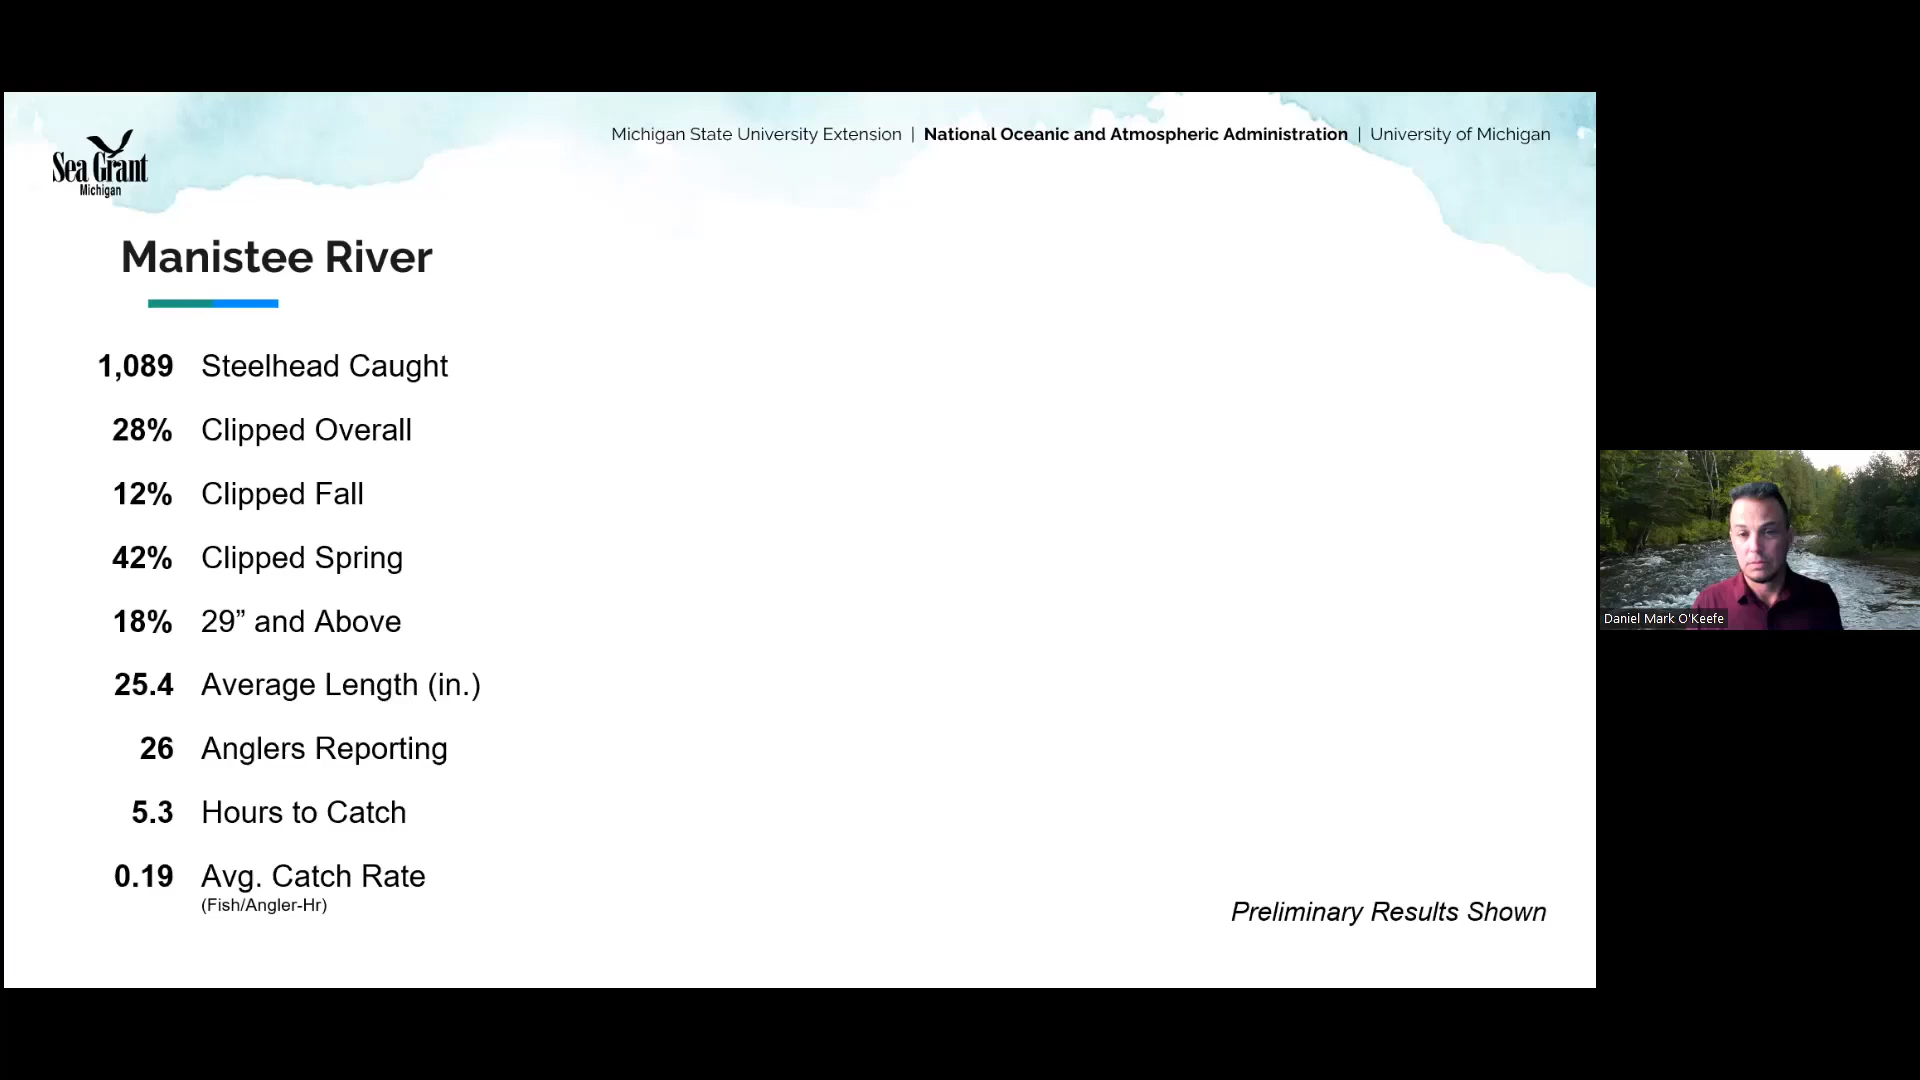 Sea Grant
Michigan
Michigan State University Extension | National Oceanic and Atmospheric Administration | University of Michigan
Manistee River
1,089 Steelhead Caught
28% Clipped Overall
12% Clipped Fall
42% Clipped Spring
18% 29” and Above
25.4 Average Length (in.)
26 Anglers Reporting
5.3 Hours to Catch
0.19 Avg. Catch Rate
(Fish/Angler-Hr)
Preliminary Results Shown
Daniel Mark O'Keefe